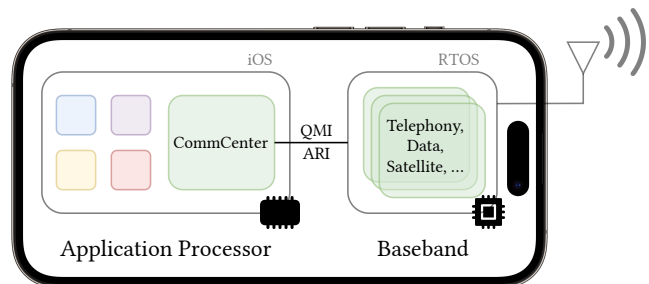 iOS
RTOS
CommCenter
QMI
ARI
Telephony,
Data,
Satellite, ...
Application Processor
Baseband